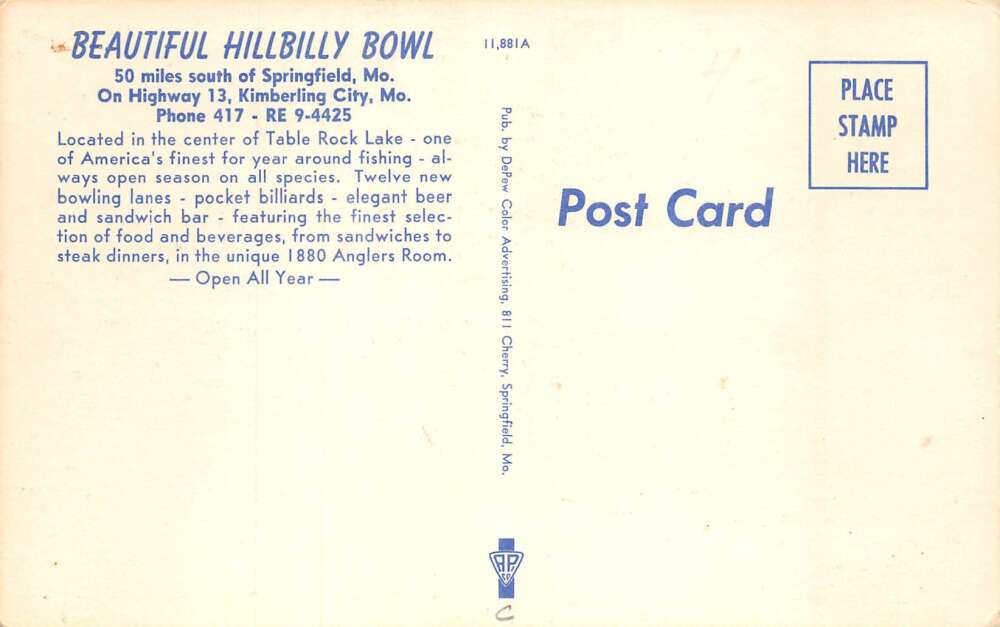 BEAUTIFUL HILLBILLY BOWL
50 miles south of Springfield, Mo.
On Highway 13, Kimberling City, Mo.
Phone 417 - RE 9-4425
Located in the center of Table Rock Lake - one
of America's finest for year around fishing - al-
ways open season on all species. Twelve new
bowling lanes - pocket billiards - elegant beer
and sandwich bar - featuring the finest selec-
tion of food and beverages, from sandwiches to
steak dinners, in the unique 1880 Anglers Room.
— Open All Year —
11,881A
Pub. by DePew Color Advertising, 811 Cherry, Springfield, Mo.
APCO
C
Post Card
PLACE
STAMP
HERE